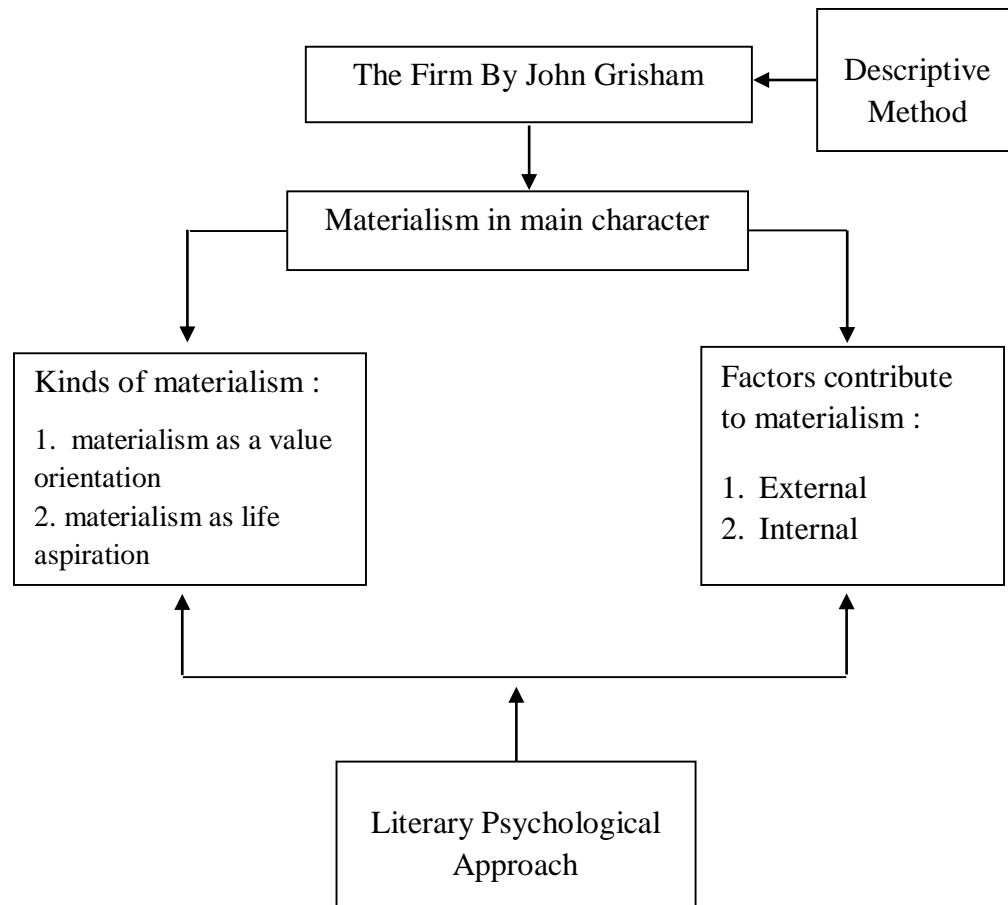 The Firm By John Grisham
Descriptive
Method
Materialism in main character
Kinds of materialism :
1. materialism as a value
orientation
2. materialism as life
aspiration
Factors contribute
to materialism :
1. External
2. Internal
Literary Psychological
Approach